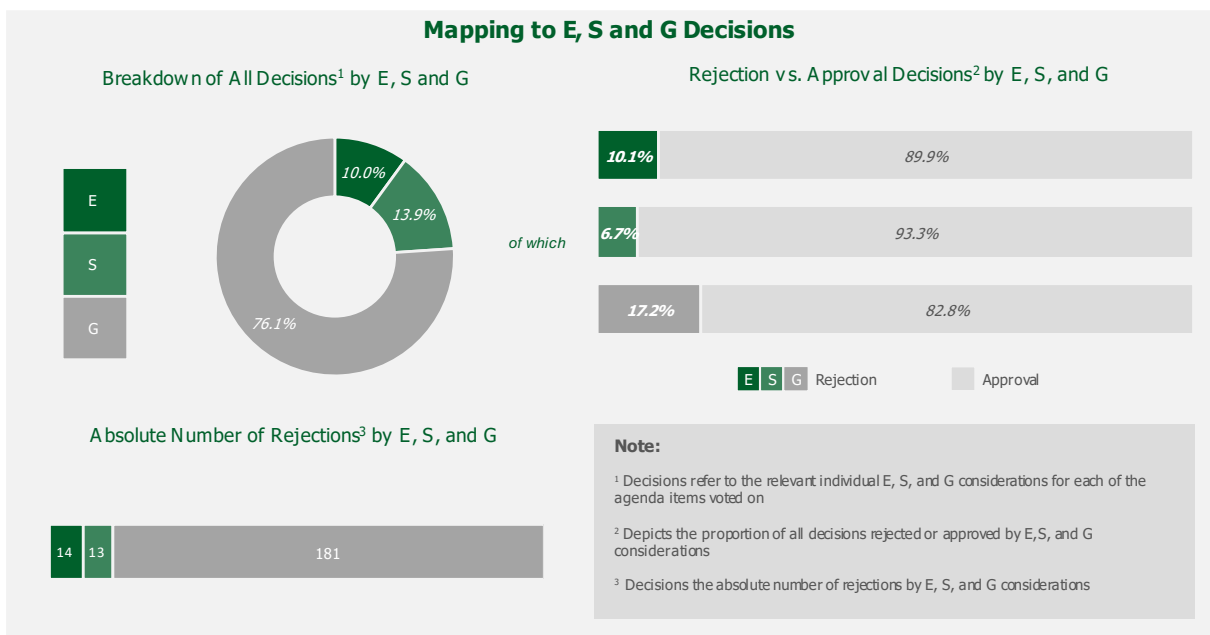 Mapping to E, S and G Decisions
Breakdown of All Decisions¹ by E, S and G
E
S
G
10.0%
13.9%
76.1%
of which
Rejection vs. Approval Decisions² by E, S, and G
10.1% 89.9%
6.7% 93.3%
17.2% 82.8%
E S G Rejection Approval
Absolute Number of Rejections³ by E, S, and G
14 13 181
Note:
¹ Decisions refer to the relevant individual E, S, and G considerations for each of the
agenda items voted on
² Depicts the proportion of all decisions rejected or approved by E,S, and G
considerations
³ Decisions the absolute number of rejections by E, S, and G considerations